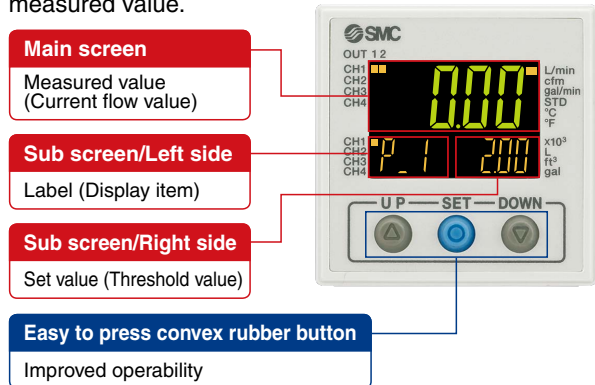 measured value.
Main screen
Measured value
(Current flow value)
Sub screen/Left side
Label (Display item)
Sub screen/Right side
Set value (Threshold value)
Easy to press convex rubber button
Improved operability
SMC
OUT 1 2
CH1
CH2
CH3
CH4
0.00
L/min
cfm
gal/min
STD
°C
°F
CH1
CH2
CH3
CH4
P_1
2.00
x10³
L
ft³
gal
UP SET DOWN